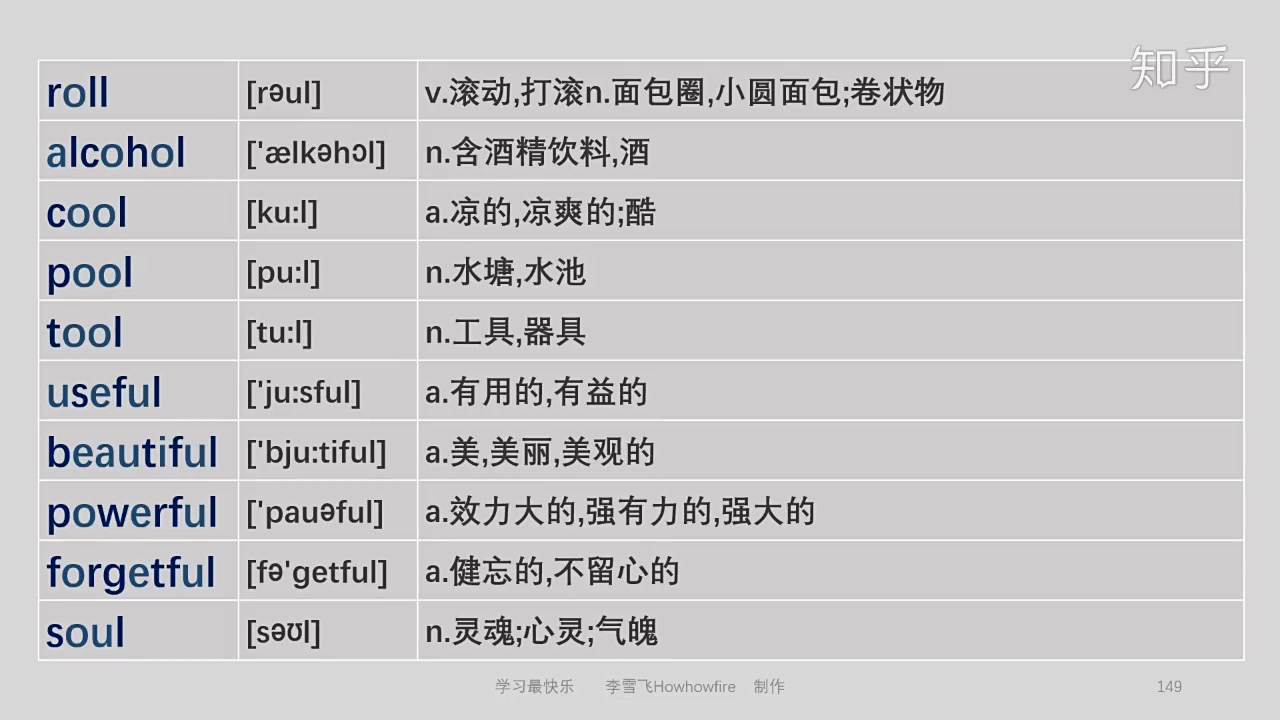 知乎
roll [rəul] v.滚动,打滚n.面包圈,小圆面包;卷状物
alcohol ['ælkəhɔl] n.含酒精饮料,酒
cool [ku:l] a.凉的,凉爽的;酷
pool [pu:l] n.水塘,水池
tool [tu:l] n.工具,器具
useful ['ju:sful] a.有用的,有益的
beautiful ['bju:tiful] a.美,美丽,美观的
powerful ['pauəful] a.效力大的,强有力的,强大的
forgetful [fə'getful] a.健忘的,不留心的
soul [səʊl] n.灵魂;心灵;气魄
学习最快乐 李雪飞Howhowfire 制作 149